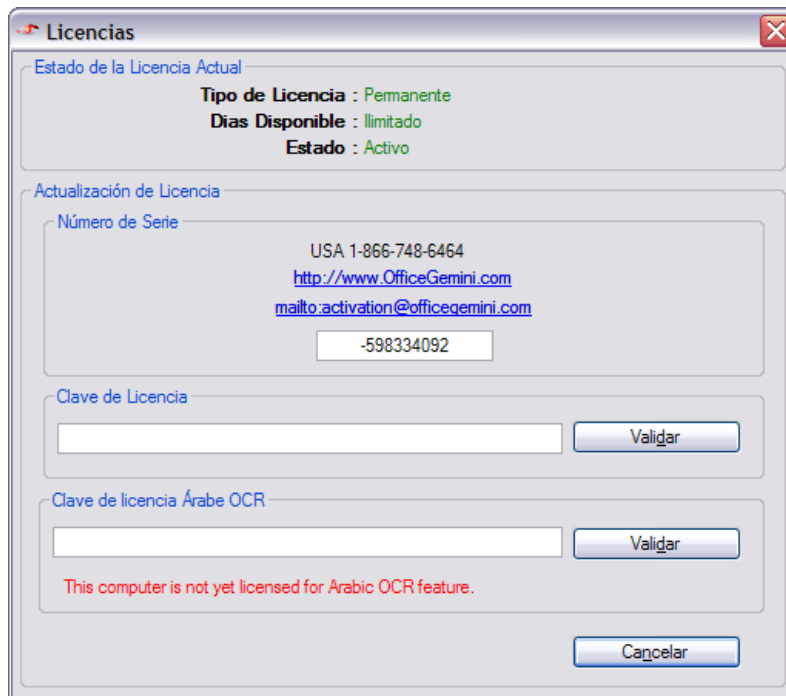 Licencias
Estado de la Licencia Actual
Tipo de Licencia : Permanente
Dias Disponible : Ilimitado
Estado : Activo
Actualización de Licencia
Número de Serie
USA 1-866-748-6464
http://www.OfficeGemini.com
mailto:activation@officegemini.com
-598334092
Clave de Licencia
Validar
Clave de licencia Árabe OCR
Validar
This computer is not yet licensed for Arabic OCR feature.
Cancelar